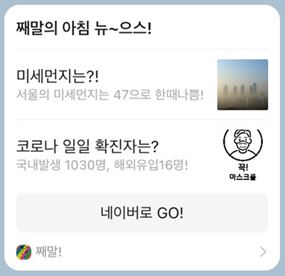 째말의 아침 뉴~으스!
미세먼지는?!
서울의 미세먼지는 47으로 한때나쁨!
코로나 일일 확진자는?
국내발생 1030명, 해외유입16명!
꼭!
마스크를
네이버로 GO!
째말!